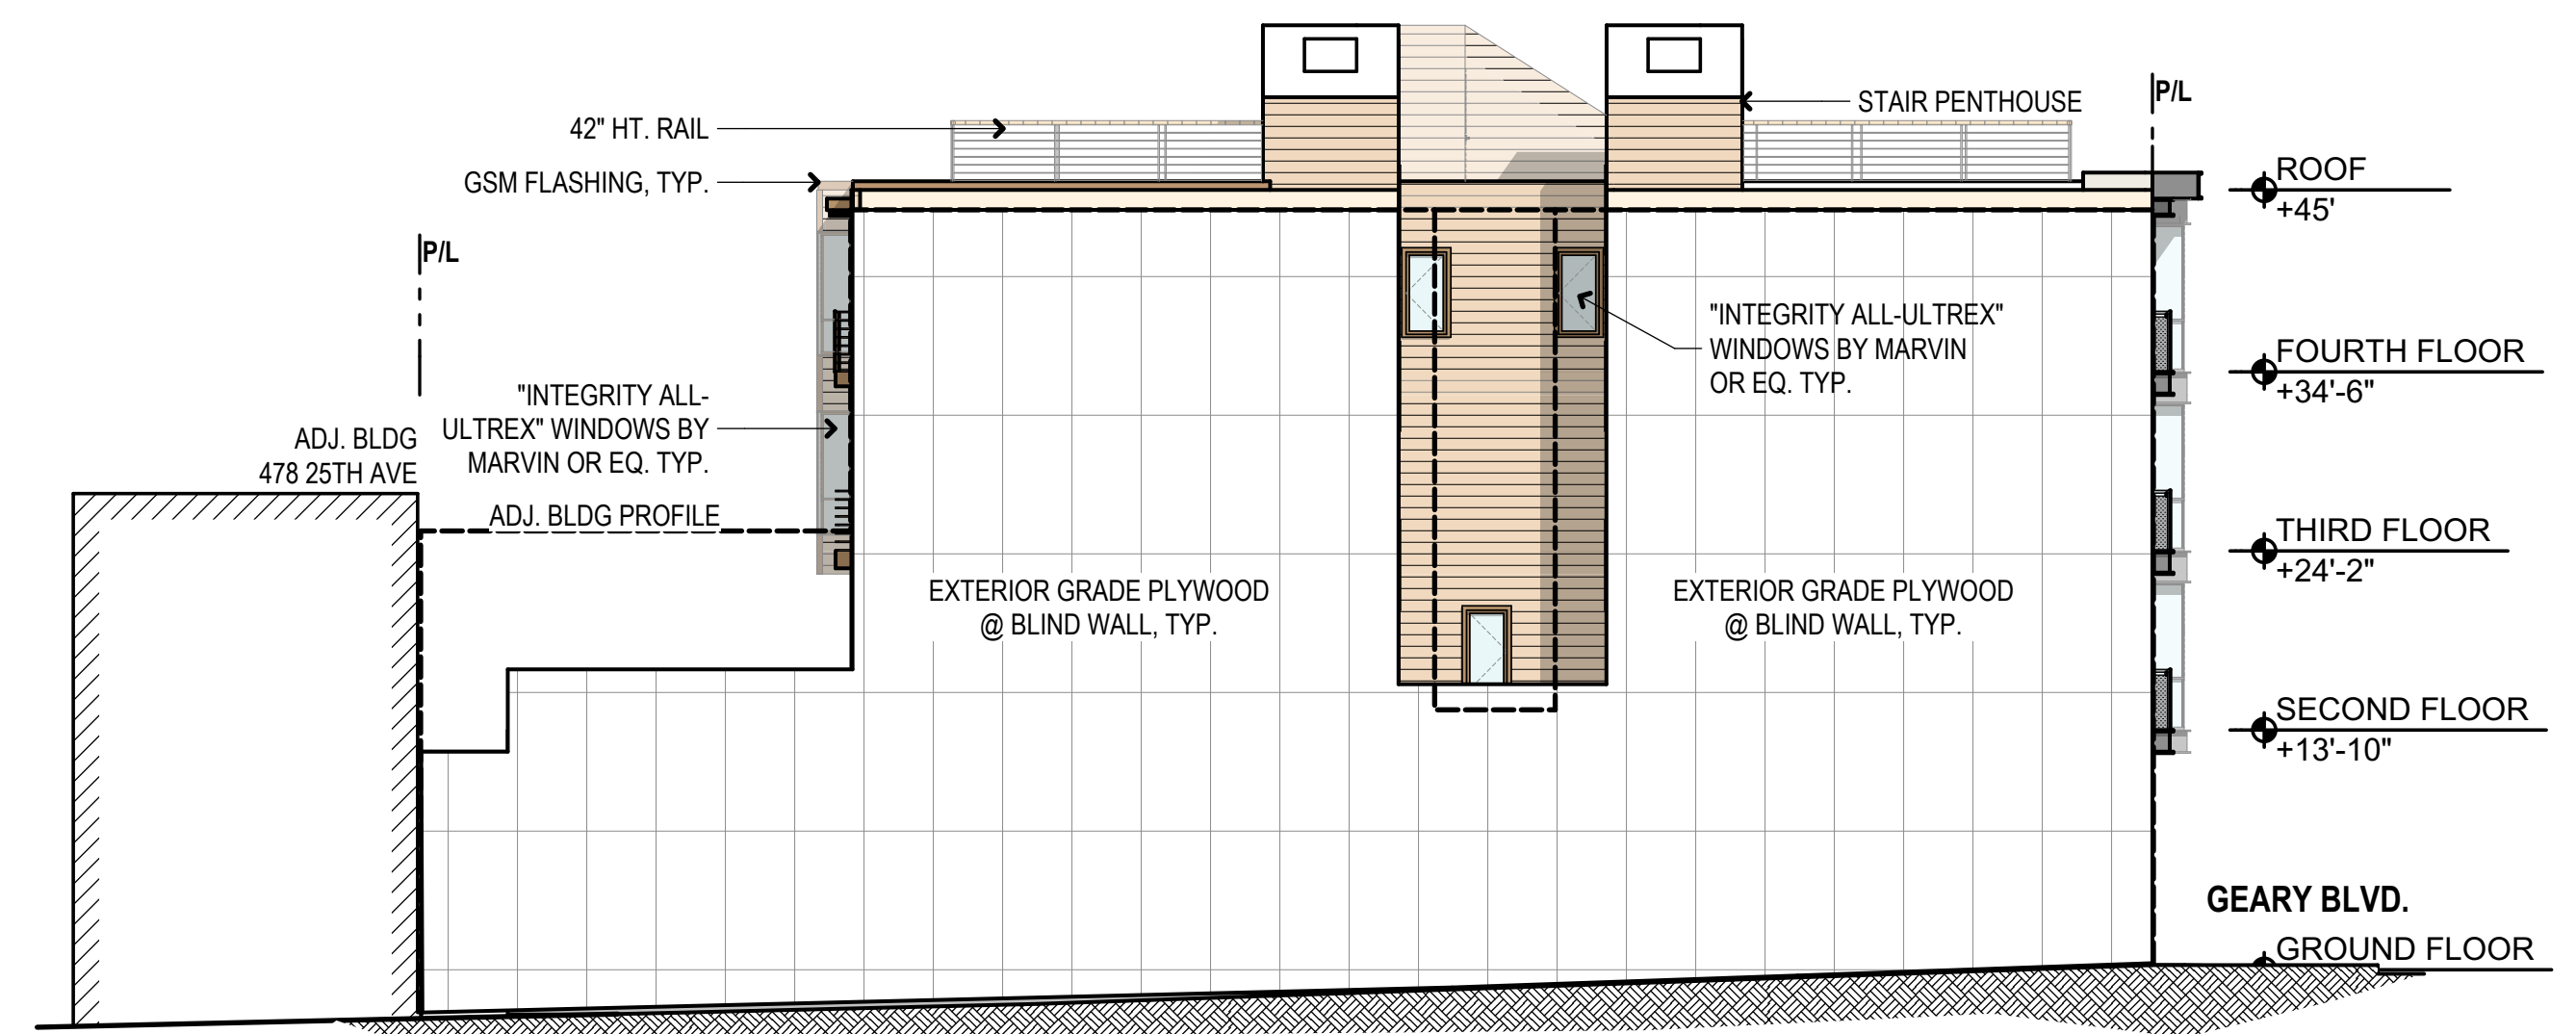 STAIR PENTHOUSE
P/L
42" HT. RAIL
GSM FLASHING, TYP.
ROOF
+45'
P/L
"INTEGRITY ALL-ULTREX"
WINDOWS BY MARVIN
OR EQ. TYP.
FOURTH FLOOR
+34'-6"
"INTEGRITY ALL-
ULTREX" WINDOWS BY
MARVIN OR EQ. TYP.
ADJ. BLDG
478 25TH AVE
ADJ. BLDG PROFILE
THIRD FLOOR
+24'-2"
EXTERIOR GRADE PLYWOOD
@ BLIND WALL, TYP.
EXTERIOR GRADE PLYWOOD
@ BLIND WALL, TYP.
SECOND FLOOR
+13'-10"
GEARY BLVD.
GROUND FLOOR